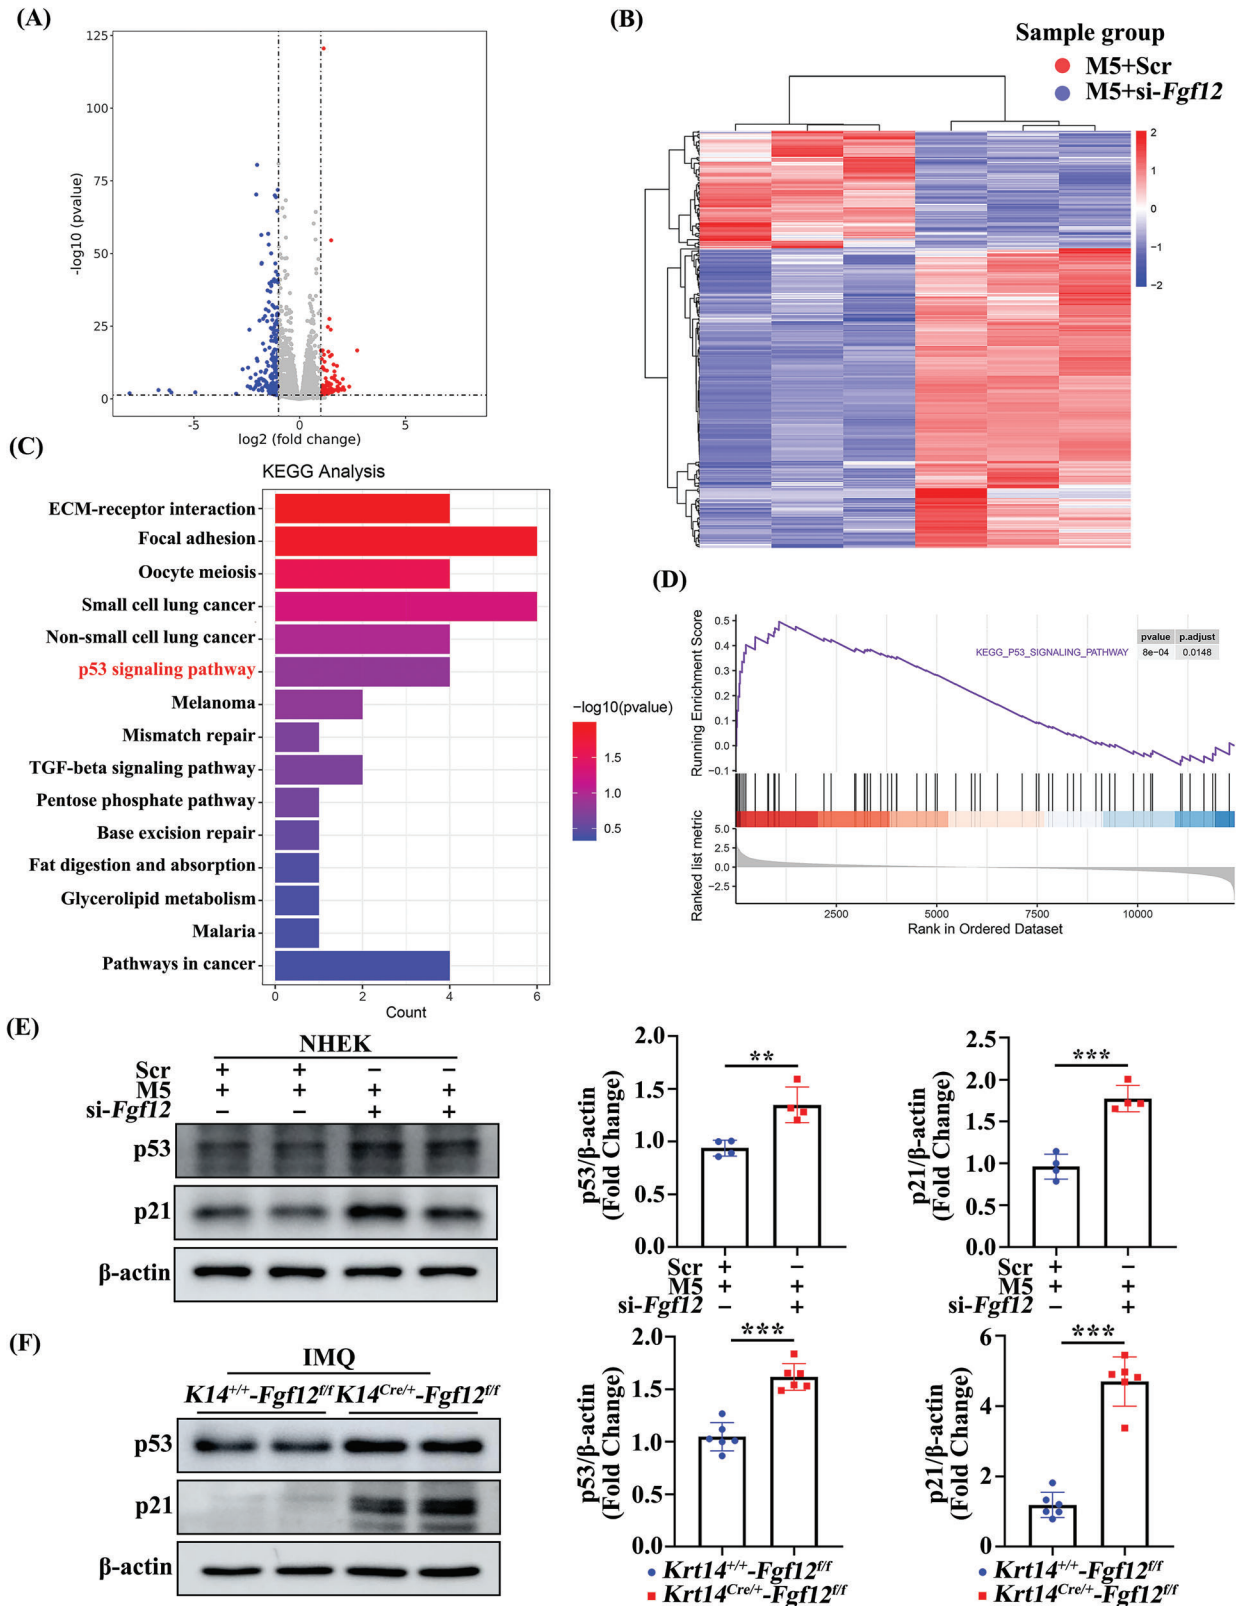 (A)
125
100
75
50
25
0
-log10 (pvalue)
-5
0
5
log2 (fold change)
(B)
Sample group
M5+Scr
M5+si-Fgf12
2
1
0
−1
−2
(C)
KEGG Analysis
ECM-receptor interaction
Focal adhesion
Oocyte meiosis
Small cell lung cancer
Non-small cell lung cancer
p53 signaling pathway
Melanoma
Mismatch repair
TGF-beta signaling pathway
Pentose phosphate pathway
Base excision repair
Fat digestion and absorption
Glycerolipid metabolism
Malaria
Pathways in cancer
0 2 4 6
Count
−log10(pvalue)
1.5
1.0
0.5
(D)
Running Enrichment Score
0.5
0.4
0.3
0.2
0.1
0.0
−0.1
KEGG_P53_SIGNALING_PATHWAY
pvalue p.adjust
8e−04 0.0148
Ranked list metric
5.0
2.5
0.0
−2.5
2500 5000 7500 10000
Rank in Ordered Dataset
(E)
NHEK
Scr + + − −
M5 + + + +
si-Fgf12 − − + +
p53
p21
β-actin
p53/β-actin
(Fold Change)
2.0
1.5
1.0
0.5
0.0
**
Scr + −
M5 + +
si-Fgf12 − +
p21/β-actin
(Fold Change)
2.5
2.0
1.5
1.0
0.5
0.0
***
Scr + −
M5 + +
si-Fgf12 − +
(F)
IMQ
K14+/+-Fgf12f/f K14Cre/+-Fgf12f/f
p53
p21
β-actin
p53/β-actin
(Fold Change)
2.0
1.5
1.0
0.5
0.0
***
Krt14+/+-Fgf12f/f
Krt14Cre/+-Fgf12f/f
p21/β-actin
(Fold Change)
6
4
2
0
***
Krt14+/+-Fgf12f/f
Krt14Cre/+-Fgf12f/f